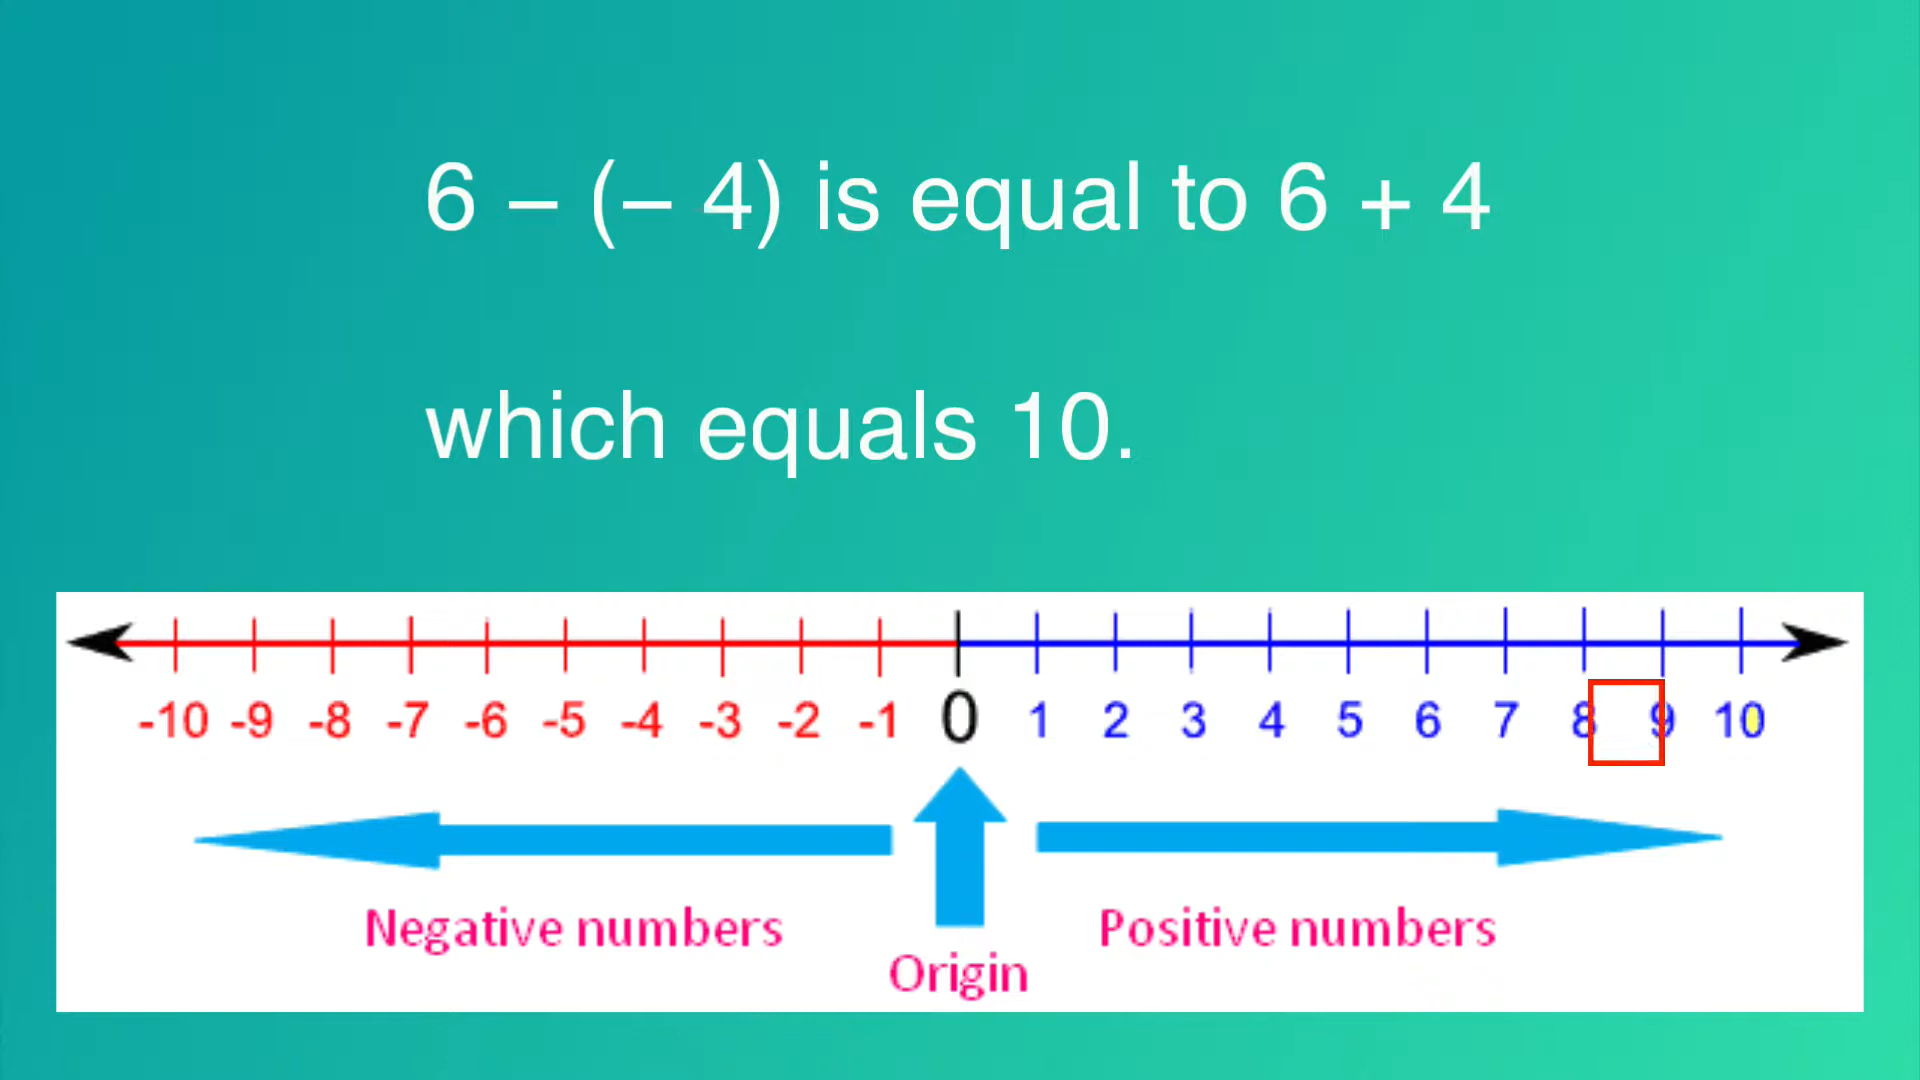 6 – (– 4) is equal to 6 + 4
which equals 10.
-10 -9 -8 -7 -6 -5 -4 -3 -2 -1 0 1 2 3 4 5 6 7 8 9 10
Negative numbers
Positive numbers
Origin